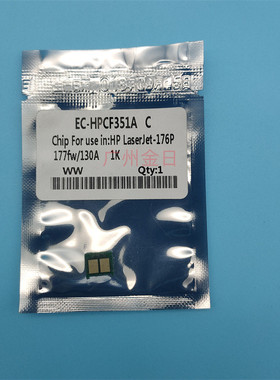 EC-HPCF351A C
Chip For use in:HP LaserJet-176P
177fw/130A 1K
广州金日
WW Qty:1